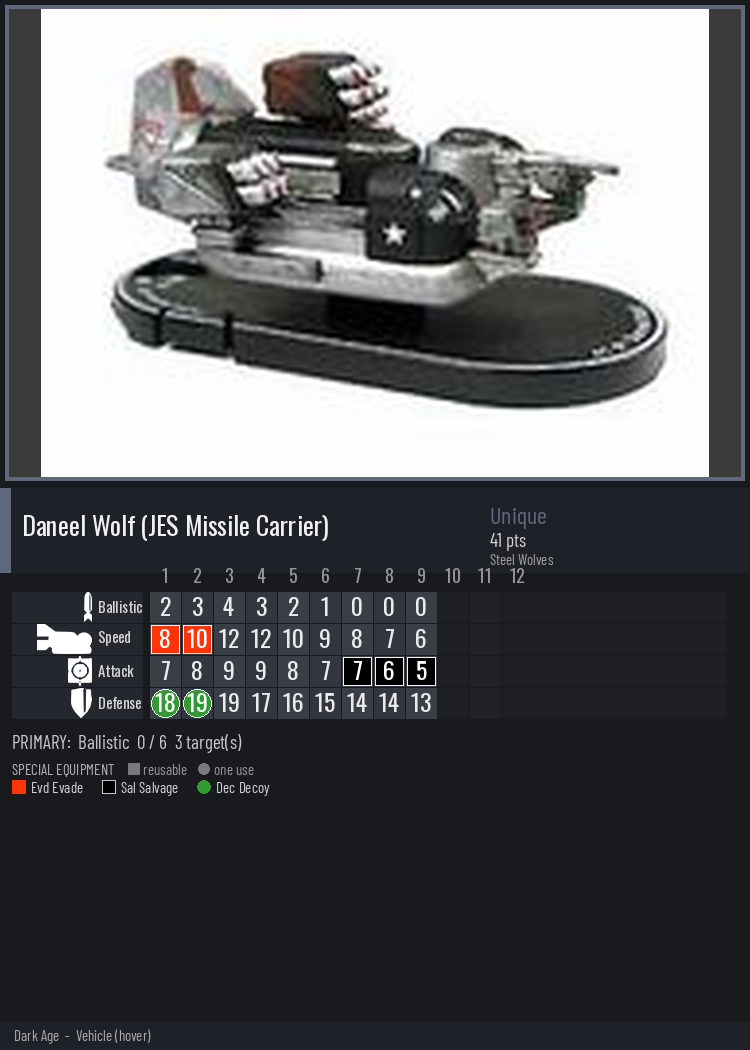 Daneel Wolf (JES Missile Carrier)
Unique
41 pts
Steel Wolves
1 2 3 4 5 6 7 8 9 10 11 12
Ballistic 2 3 4 3 2 1 0 0 0
Speed 8 10 12 12 10 9 8 7 6
Attack 7 8 9 9 8 7 7 6 5
Defense 18 19 19 17 16 15 14 14 13
PRIMARY: Ballistic 0 / 6 3 target(s)
SPECIAL EQUIPMENT reusable one use
Evd Evade Sal Salvage Dec Decoy
Dark Age - Vehicle (hover)